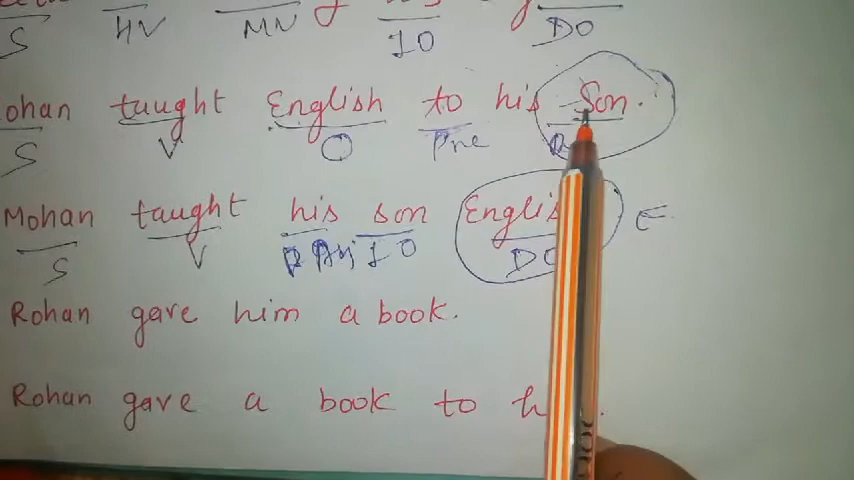 S HV MN IO DO
ohan taught English to his Son.
S V O Pre
Mohan taught his son Englis
S V IO DO
Rohan gave him a book.
Rohan gave a book to h